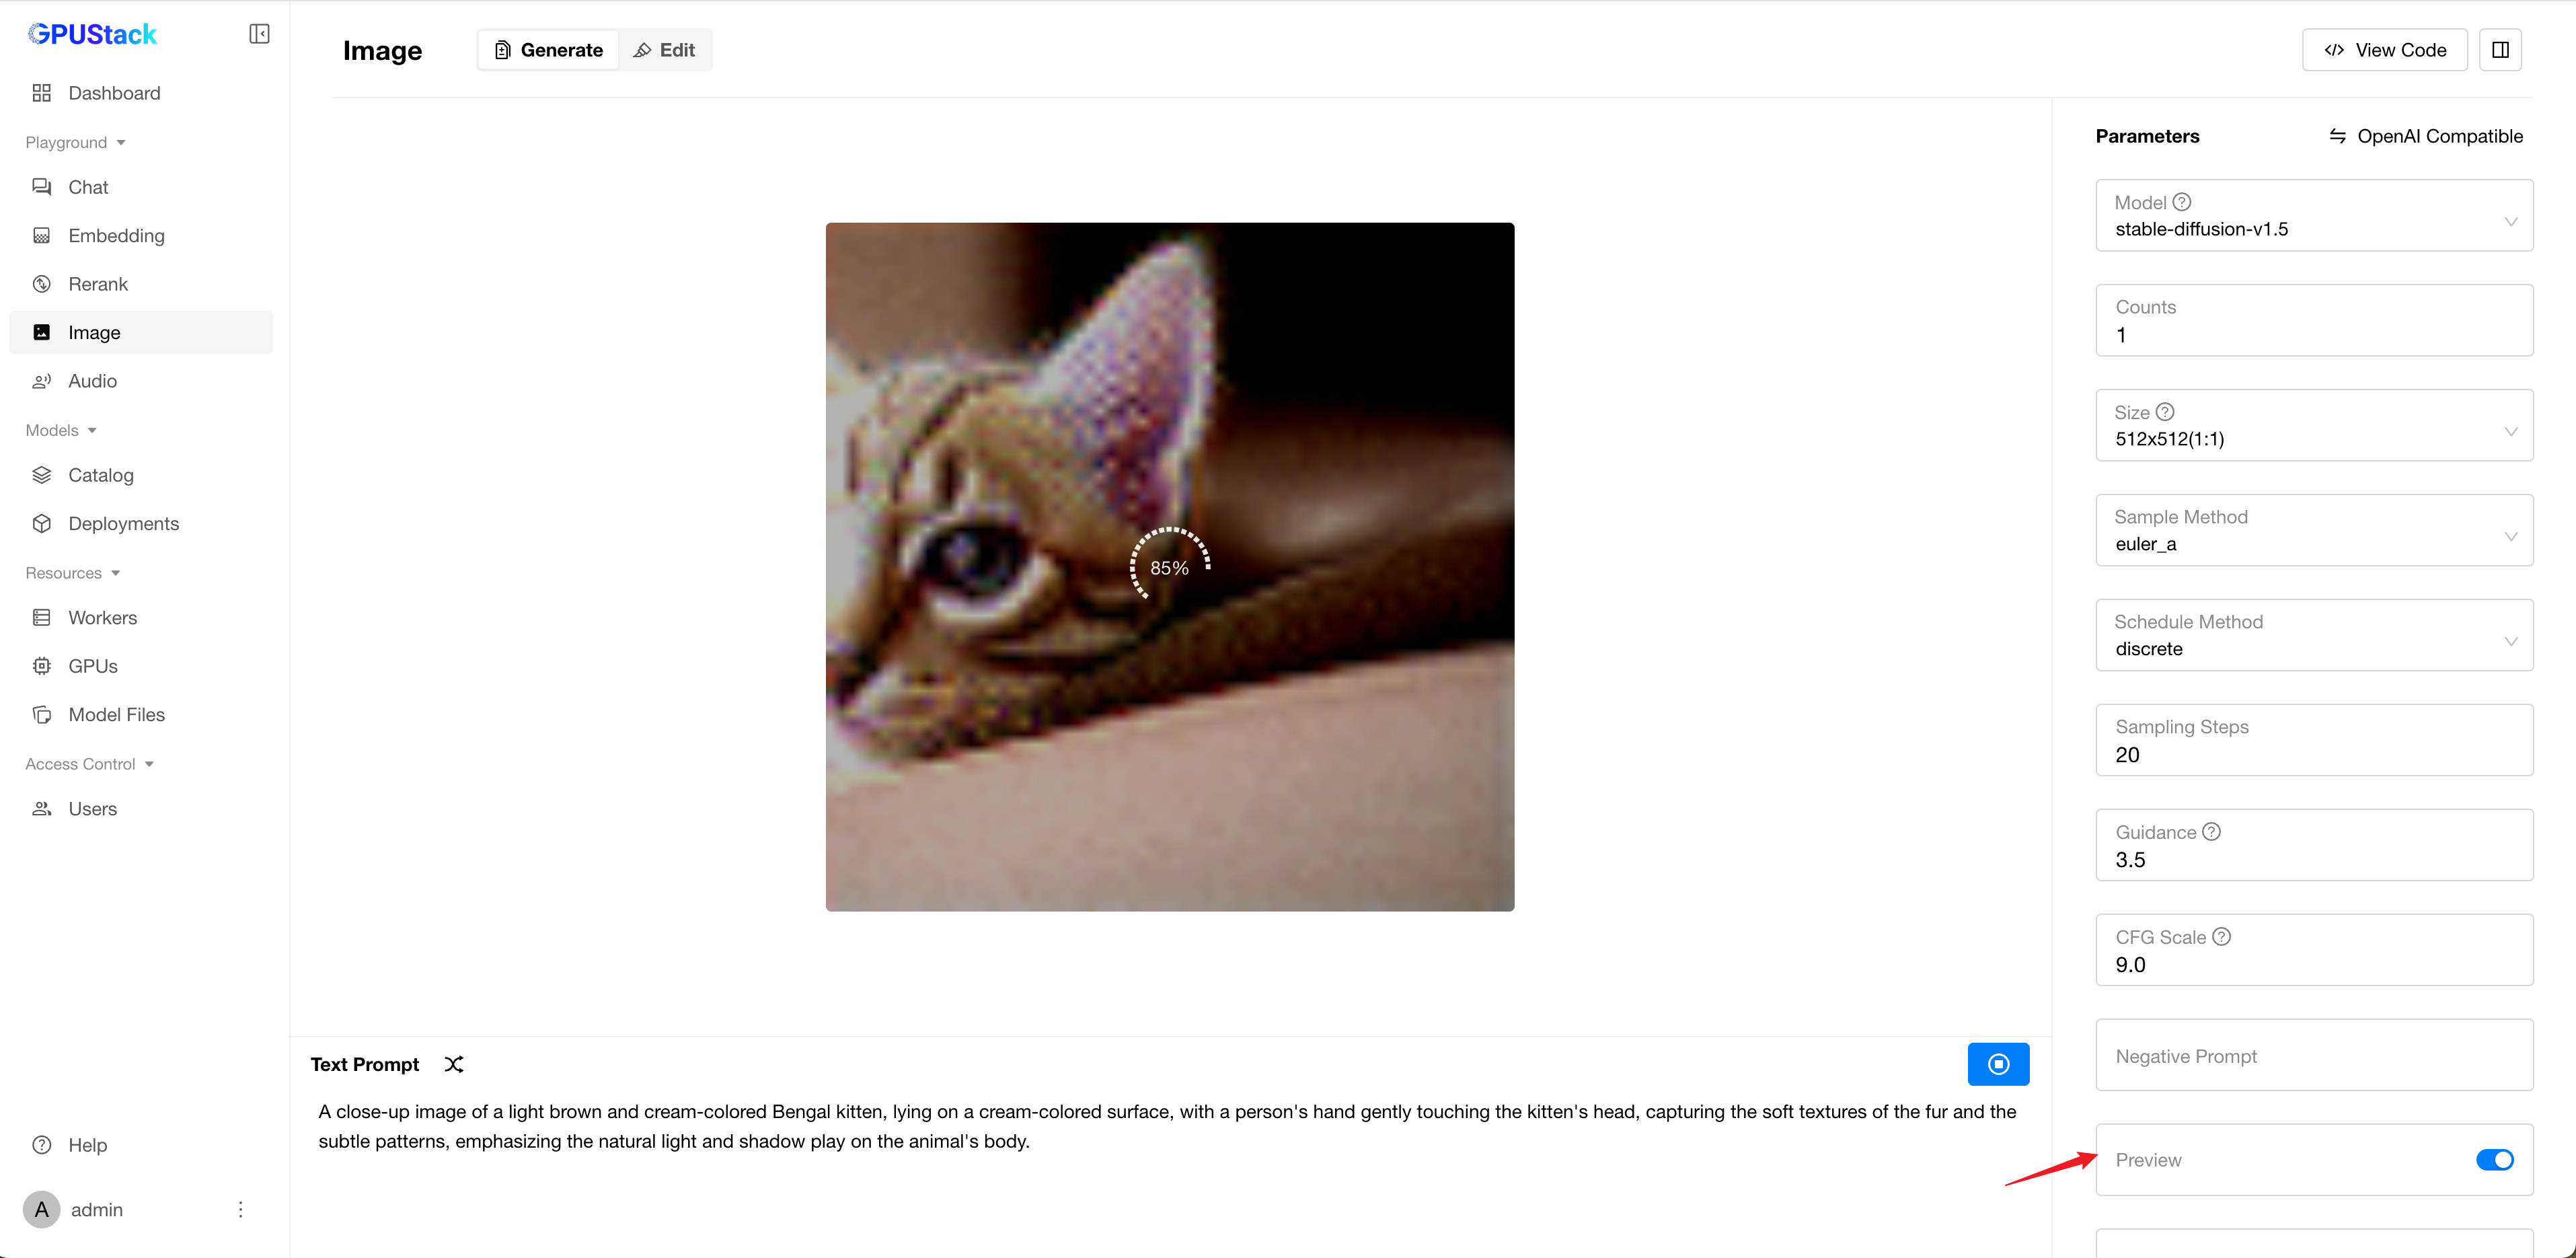 GPUStack
Dashboard
Playground
Chat
Embedding
Rerank
Image
Audio
Models
Catalog
Deployments
Resources
Workers
GPUs
Model Files
Access Control
Users
Help
A admin
Image
Generate
Edit
View Code
85%
Text Prompt
A close-up image of a light brown and cream-colored Bengal kitten, lying on a cream-colored surface, with a person's hand gently touching the kitten's head, capturing the soft textures of the fur and the
subtle patterns, emphasizing the natural light and shadow play on the animal's body.
Parameters
OpenAI Compatible
Model
stable-diffusion-v1.5
Counts
1
Size
512x512(1:1)
Sample Method
euler_a
Schedule Method
discrete
Sampling Steps
20
Guidance
3.5
CFG Scale
9.0
Negative Prompt
Preview